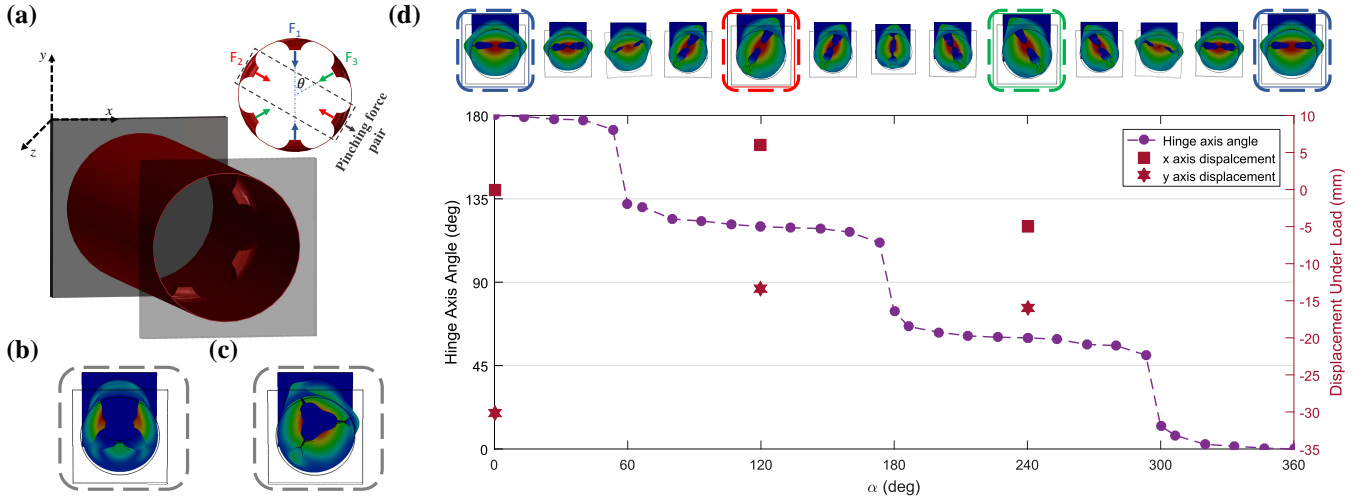 (a)
y
x
z
F1
F2
F3
θ
Pinching force
pair
(b)
(c)
(d)
Hinge Axis Angle (deg)
180
135
90
45
0
Hinge axis angle
x axis dispalcement
y axis displacement
10
5
0
-5
-10
-15
-20
-25
-30
-35
Displacement Under Load (mm)
0
60
120
180
240
300
360
α (deg)